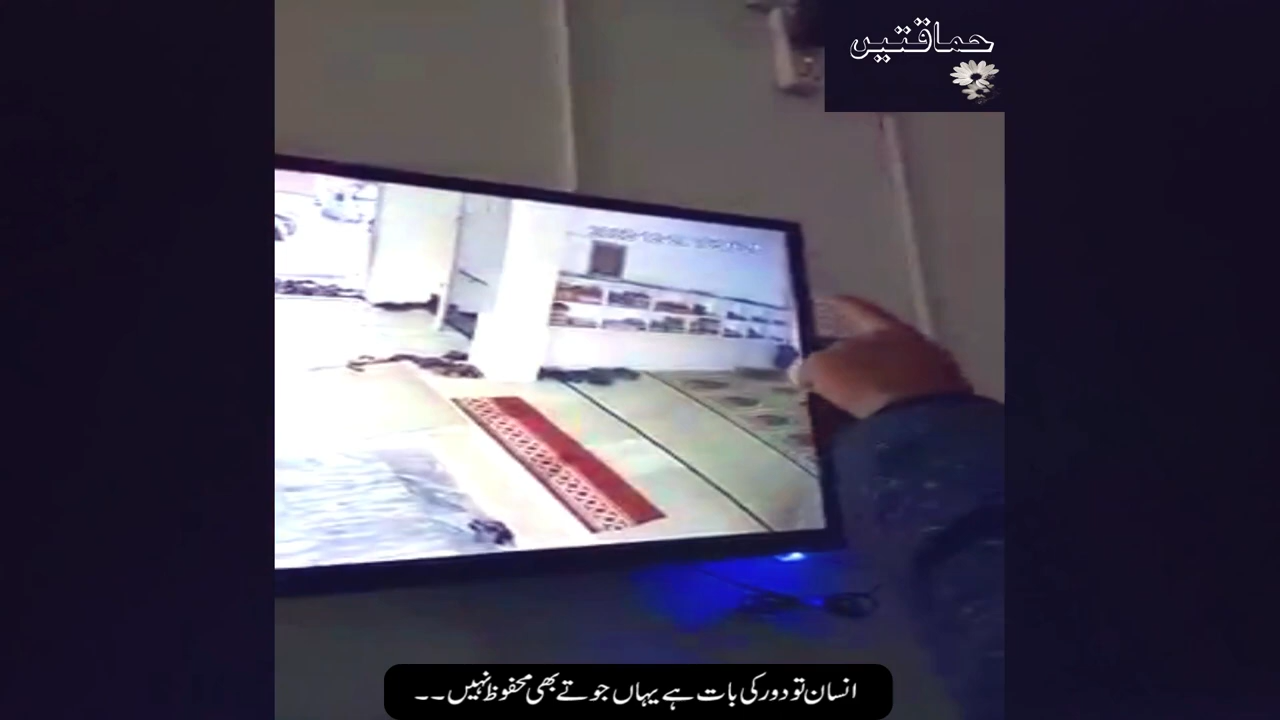 حماقتیں
انسان تو دور کی بات ہے یہاں جوتے بھی محفوظ نہیں ۔ ۔